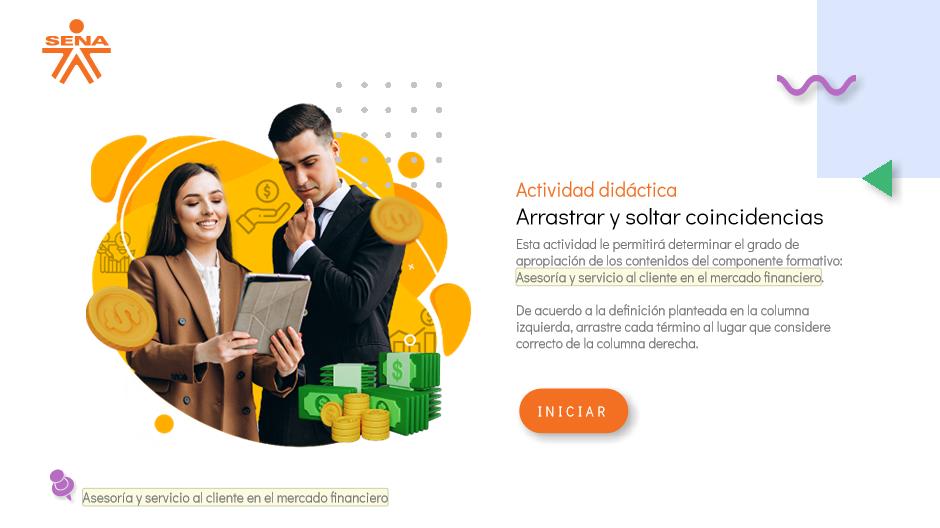 SENA
Actividad didáctica
Arrastrar y soltar coincidencias
Esta actividad le permitirá determinar el grado de
apropiación de los contenidos del componente formativo:
Asesoría y servicio al cliente en el mercado financiero.
De acuerdo a la definición planteada en la columna
izquierda, arrastre cada término al lugar que considere
correcto de la columna derecha.
INICIAR
Asesoría y servicio al cliente en el mercado financiero